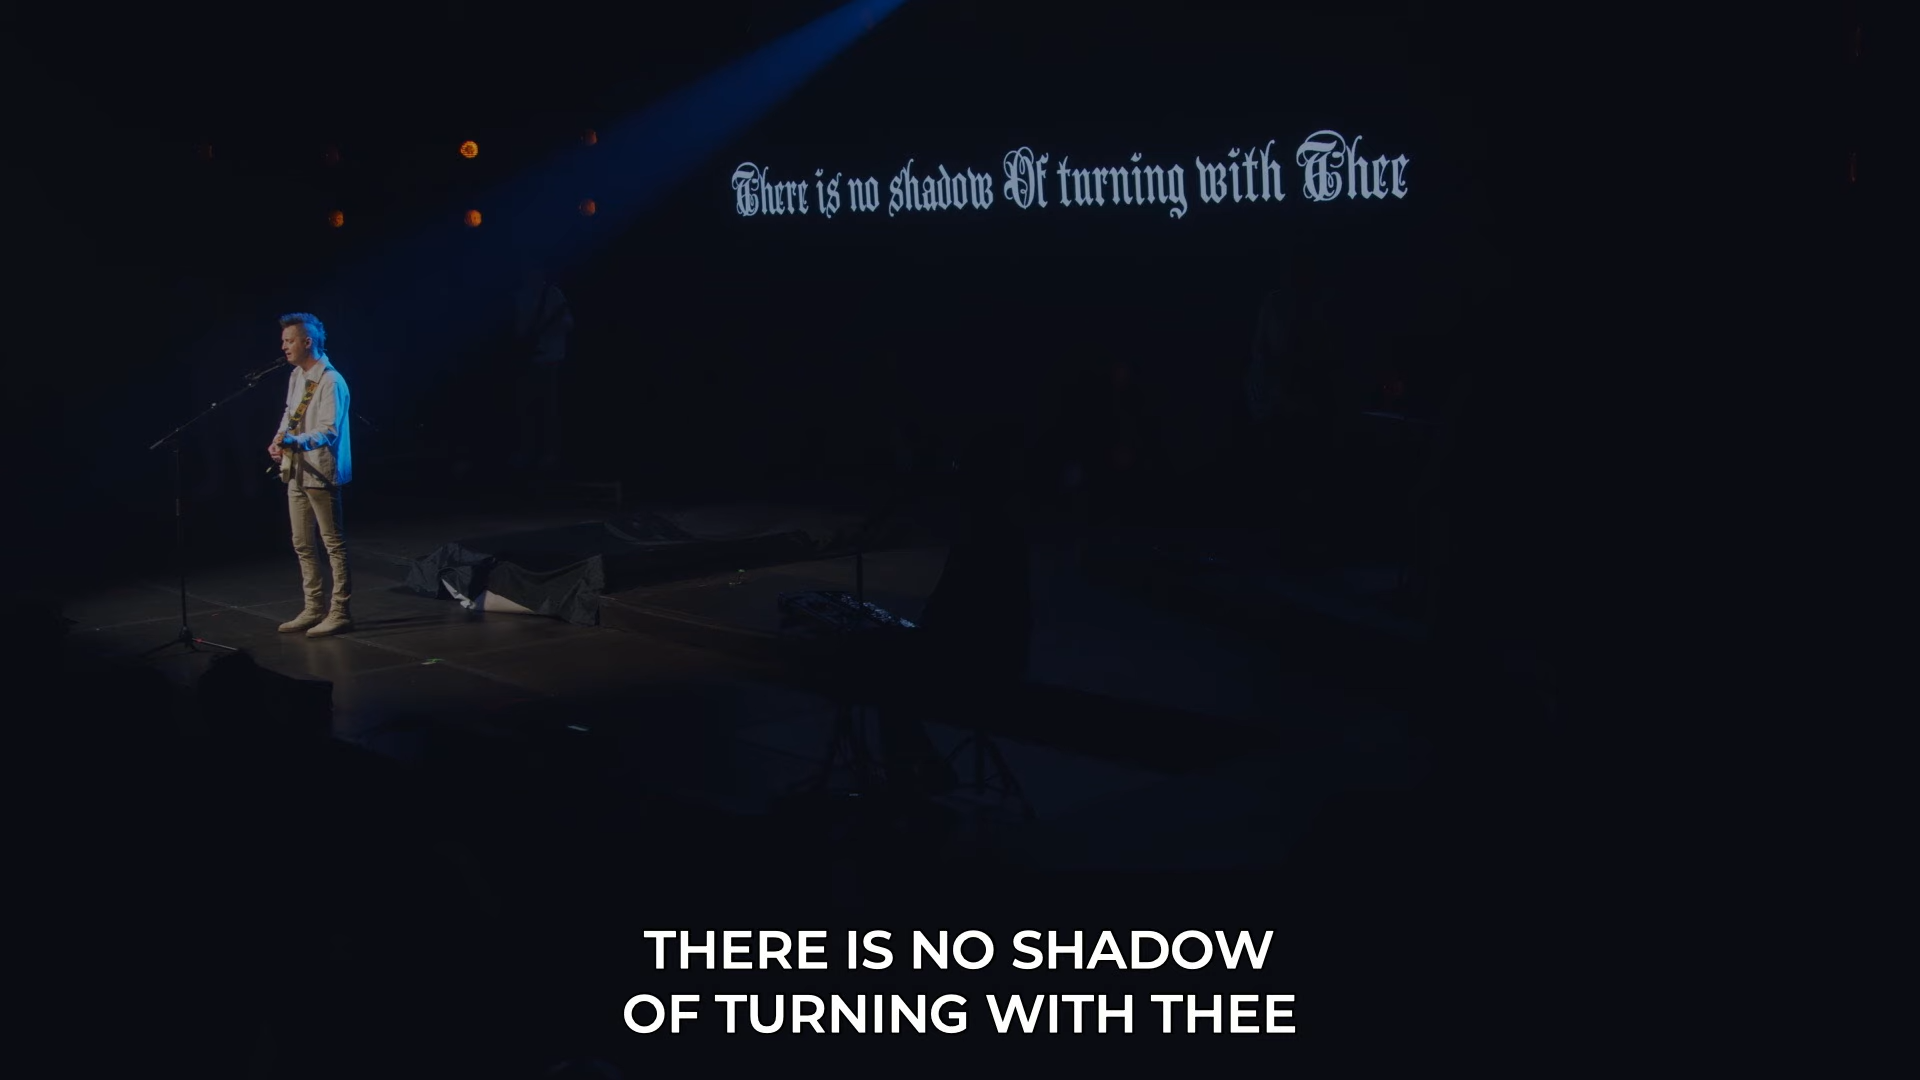 There is no shadow Of turning with Thee
THERE IS NO SHADOW
OF TURNING WITH THEE